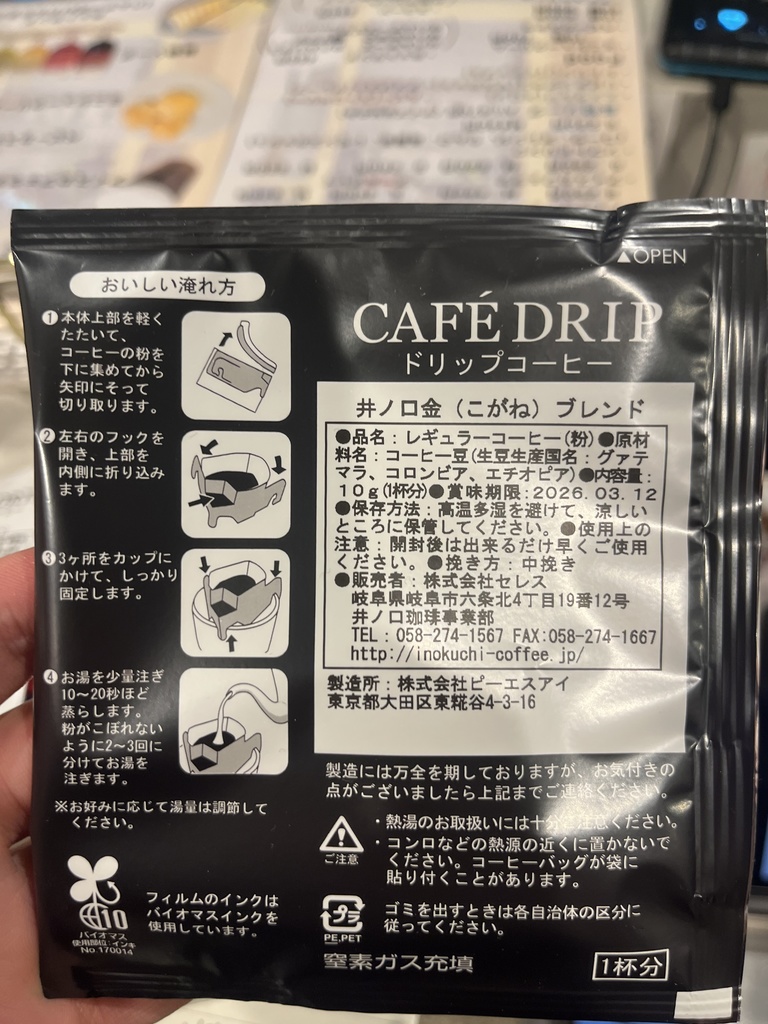 ▲OPEN
おいしい淹れ方
❶本体上部を軽く
たたいて、
コーヒーの粉を
下に集めてから
矢印にそって
切り取ります。
❷左右のフックを
開き、上部を
内側に折り込み
ます。
❸3ヶ所をカップに
かけて、しっかり
固定します。
❹お湯を少量注ぎ
10〜20秒ほど
蒸らします。
粉がこぼれない
ように2〜3回に
分けてお湯を
注ぎます。
※お好みに応じて湯量は調節して
ください。
バイオマス
使用部位:インキ
No.170014
フィルムのインクは
バイオマスインクを
使用しています。
CAFÉ DRIP
ドリップコーヒー
井ノ口金（こがね）ブレンド
●品名：レギュラーコーヒー(粉)●原材
料名：コーヒー豆(生豆生産国名：グァテ
マラ、コロンビア、エチオピア)●内容量：
10g(1杯分)●賞味期限:2026.03.12
●保存方法：高温多湿を避けて、涼しい
ところに保管してください。●使用上の
注意：開封後は出来るだけ早くご使用
ください。●挽き方：中挽き
●販売者：株式会社セレス
岐阜県岐阜市六条北4丁目19番12号
井ノ口珈琲事業部
TEL：058-274-1567 FAX:058-274-1667
http://inokuchi-coffee.jp/
製造所：株式会社ピーエスアイ
東京都大田区東糀谷4-3-16
製造には万全を期しておりますが、お気付きの
点がございましたら上記までご連絡ください。
ご注意
・熱湯のお取扱いには十分ご注意ください。
・コンロなどの熱源の近くに置かないで
ください。コーヒーバッグが袋に
貼り付くことがあります。
プラ
PE,PET
ゴミを出すときは各自治体の区分に
従ってください。
窒素ガス充填
1杯分